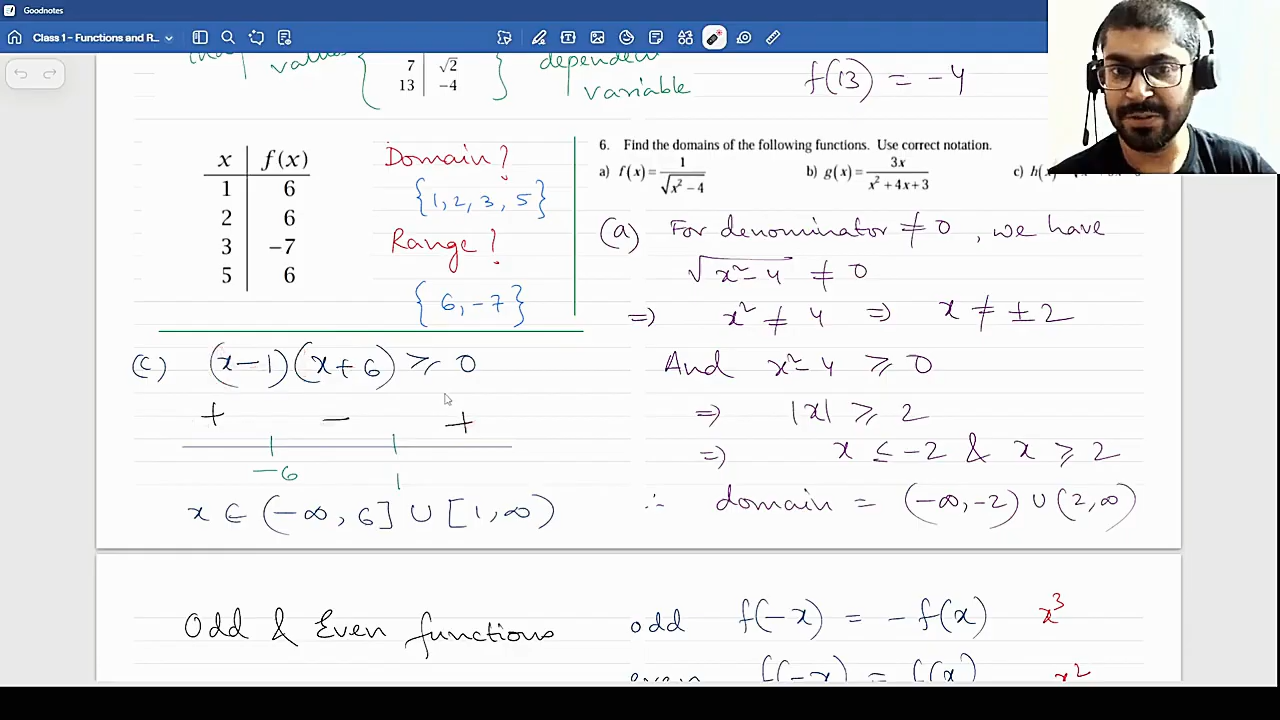 Goodnotes
Class 1 – Functions and R...
values
7 √2
13 −4
dependent
variable
f(13) = −4
x f(x)
1 6
2 6
3 −7
5 6
Domain?
{1, 2, 3, 5}
Range?
{6, −7}
6. Find the domains of the following functions. Use correct notation.
a) f(x) = 1/√(x² − 4) b) g(x) = 3x/(x² + 4x + 3) c) h(
(a) For denominator ≠ 0, we have
√(x² − 4) ≠ 0
⇒ x² ≠ 4 ⇒ x ≠ ±2
And x² − 4 ≥ 0
⇒ |x| ≥ 2
⇒ x ≤ −2 & x ≥ 2
∴ domain = (−∞, −2) ∪ (2, ∞)
(c) (x−1)(x+6) ≥ 0
+ − +
−6 1
x ∈ (−∞, 6] ∪ [1, ∞)
Odd & Even functions
odd f(−x) = −f(x) x³
even f(−x) = f(x) x²